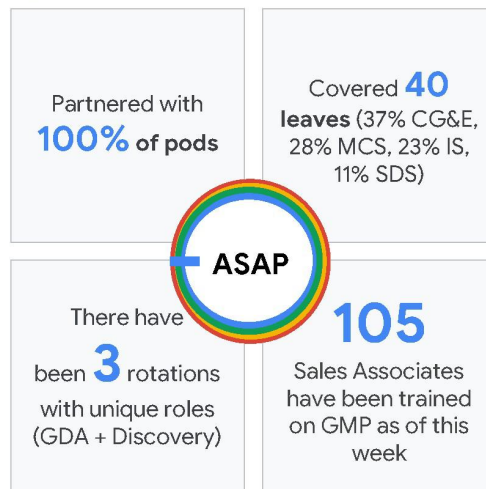 Partnered with
100% of pods
Covered 40
leaves (37% CG&E,
28% MCS, 23% IS,
11% SDS)
ASAP
There have
been 3 rotations
with unique roles
(GDA + Discovery)
105
Sales Associates
have been trained
on GMP as of this
week